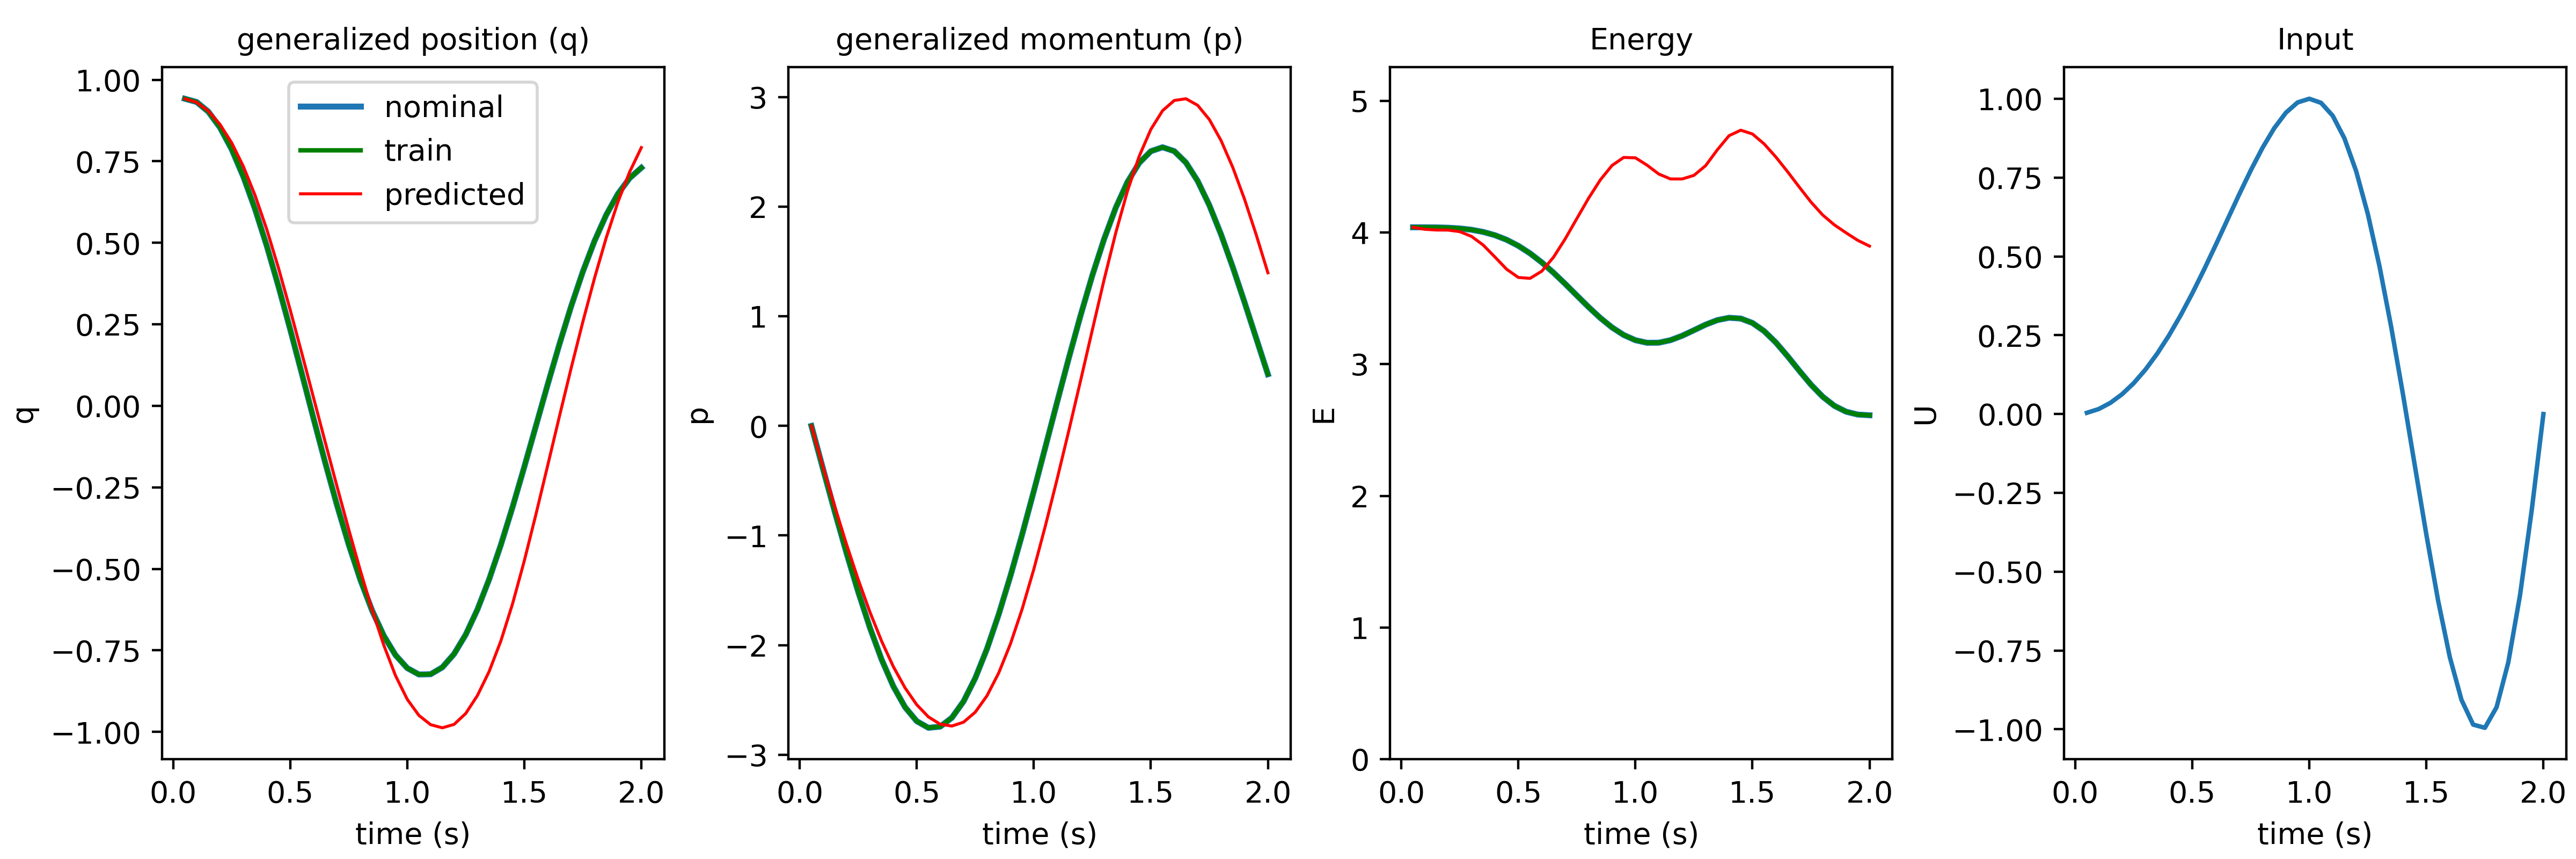 generalized position (q)
1.00
0.75
0.50
0.25
0.00
−0.25
−0.50
−0.75
−1.00
q
nominal
train
predicted
0.0 0.5 1.0 1.5 2.0
time (s)
generalized momentum (p)
3
2
1
0
−1
−2
−3
p
0.0 0.5 1.0 1.5 2.0
time (s)
Energy
5
4
3
2
1
0
E
0.0 0.5 1.0 1.5 2.0
time (s)
Input
1.00
0.75
0.50
0.25
0.00
−0.25
−0.50
−0.75
−1.00
U
0.0 0.5 1.0 1.5 2.0
time (s)